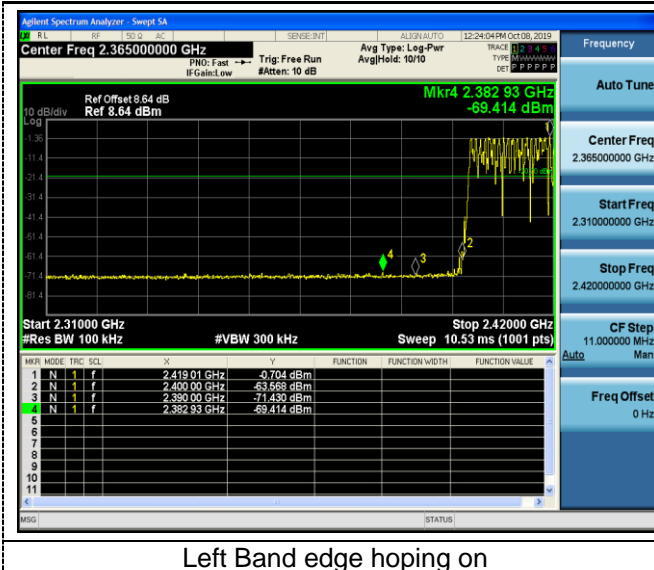 Agilent Spectrum Analyzer - Swept SA
RL RF 50 Ω AC SENSE:INT ALIGN AUTO 12:24:04 PM Oct 08, 2019
Center Freq 2.365000000 GHz
PNO: Fast
IFGain:Low
Trig: Free Run
#Atten: 10 dB
Avg Type: Log-Pwr
Avg|Hold: 10/10
TRACE 1 2 3 4 5 6
TYPE M
DET P P P P P P
Frequency
Auto Tune
Center Freq
2.365000000 GHz
Start Freq
2.310000000 GHz
Stop Freq
2.420000000 GHz
CF Step
11.000000 MHz
Auto Man
Freq Offset
0 Hz
Mkr4 2.382 93 GHz
-69.414 dBm
Ref Offset 8.64 dB
10 dB/div Ref 8.64 dBm
Log
-1.36
-11.4
-21.4
-31.4
-41.4
-51.4
-61.4
-71.4
-81.4
1
2
3
4
Start 2.31000 GHz Stop 2.42000 GHz
#Res BW 100 kHz #VBW 300 kHz Sweep 10.53 ms (1001 pts)
MKR MODE TRC SCL X Y FUNCTION FUNCTION WIDTH FUNCTION VALUE
1 N 1 f 2.419 01 GHz -0.704 dBm
2 N 1 f 2.400 00 GHz -63.568 dBm
3 N 1 f 2.390 00 GHz -71.430 dBm
4 N 1 f 2.382 93 GHz -69.414 dBm
5
6
7
8
9
10
11
MSG STATUS
Left Band edge hoping on